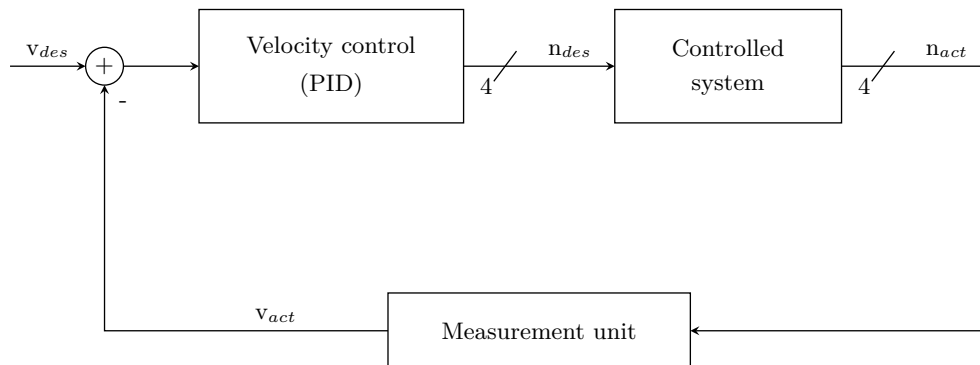 v_des
+
-
Velocity control
(PID)
4
n_des
Controlled
system
4
n_act
v_act
Measurement unit